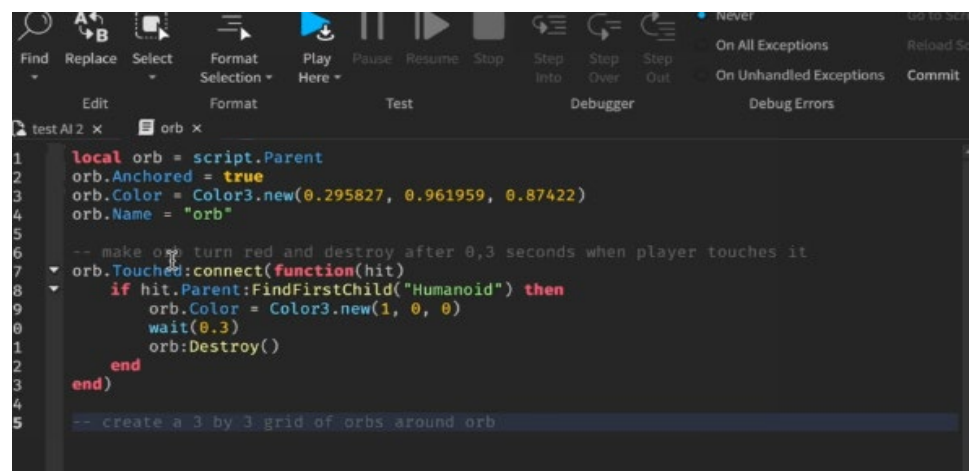 Never
Go to Scr
On All Exceptions
Reload Sc
Find Replace Select Format Selection Play Here Pause Resume Stop Step Into Step Over Step Out On Unhandled Exceptions Commit
Edit Format Test Debugger Debug Errors
test AI 2 × orb ×
1 local orb = script.Parent
2 orb.Anchored = true
3 orb.Color = Color3.new(0.295827, 0.961959, 0.87422)
4 orb.Name = "orb"
5
6 -- make orb turn red and destroy after 0,3 seconds when player touches it
7 orb.Touched:connect(function(hit)
8 if hit.Parent:FindFirstChild("Humanoid") then
9 orb.Color = Color3.new(1, 0, 0)
0 wait(0.3)
1 orb:Destroy()
2 end
3 end)
4
5 -- create a 3 by 3 grid of orbs around orb